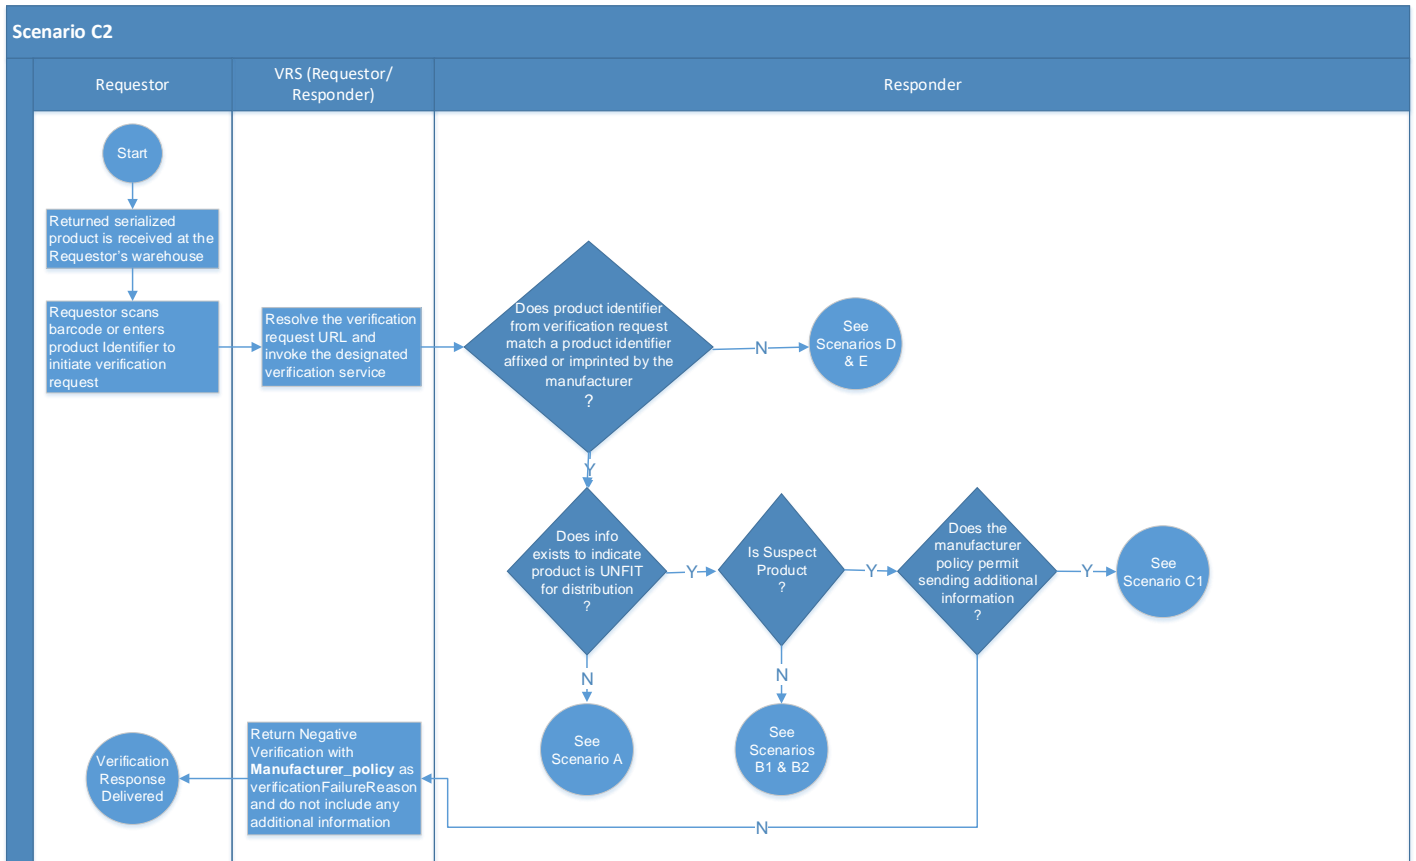 Scenario C2
Requestor
VRS (Requestor/
Responder)
Responder
Start
Returned serialized
product is received at the
Requestor's warehouse
Requestor scans
barcode or enters
product Identifier to
initiate verification
request
Resolve the verification
request URL and
invoke the designated
verification service
Does product identifier
from verification request
match a product identifier
affixed or imprinted by the
manufacturer
?
N
See
Scenarios D
& E
Y
Does info
exists to indicate
product is UNFIT
for distribution
?
Y
Is Suspect
Product
?
Y
Does the
manufacturer
policy permit
sending additional
information
?
Y
See
Scenario C1
N
See
Scenario A
N
See
Scenarios
B1 & B2
N
Return Negative
Verification with
Manufacturer_policy as
verificationFailureReason
and do not include any
additional information
Verification
Response
Delivered